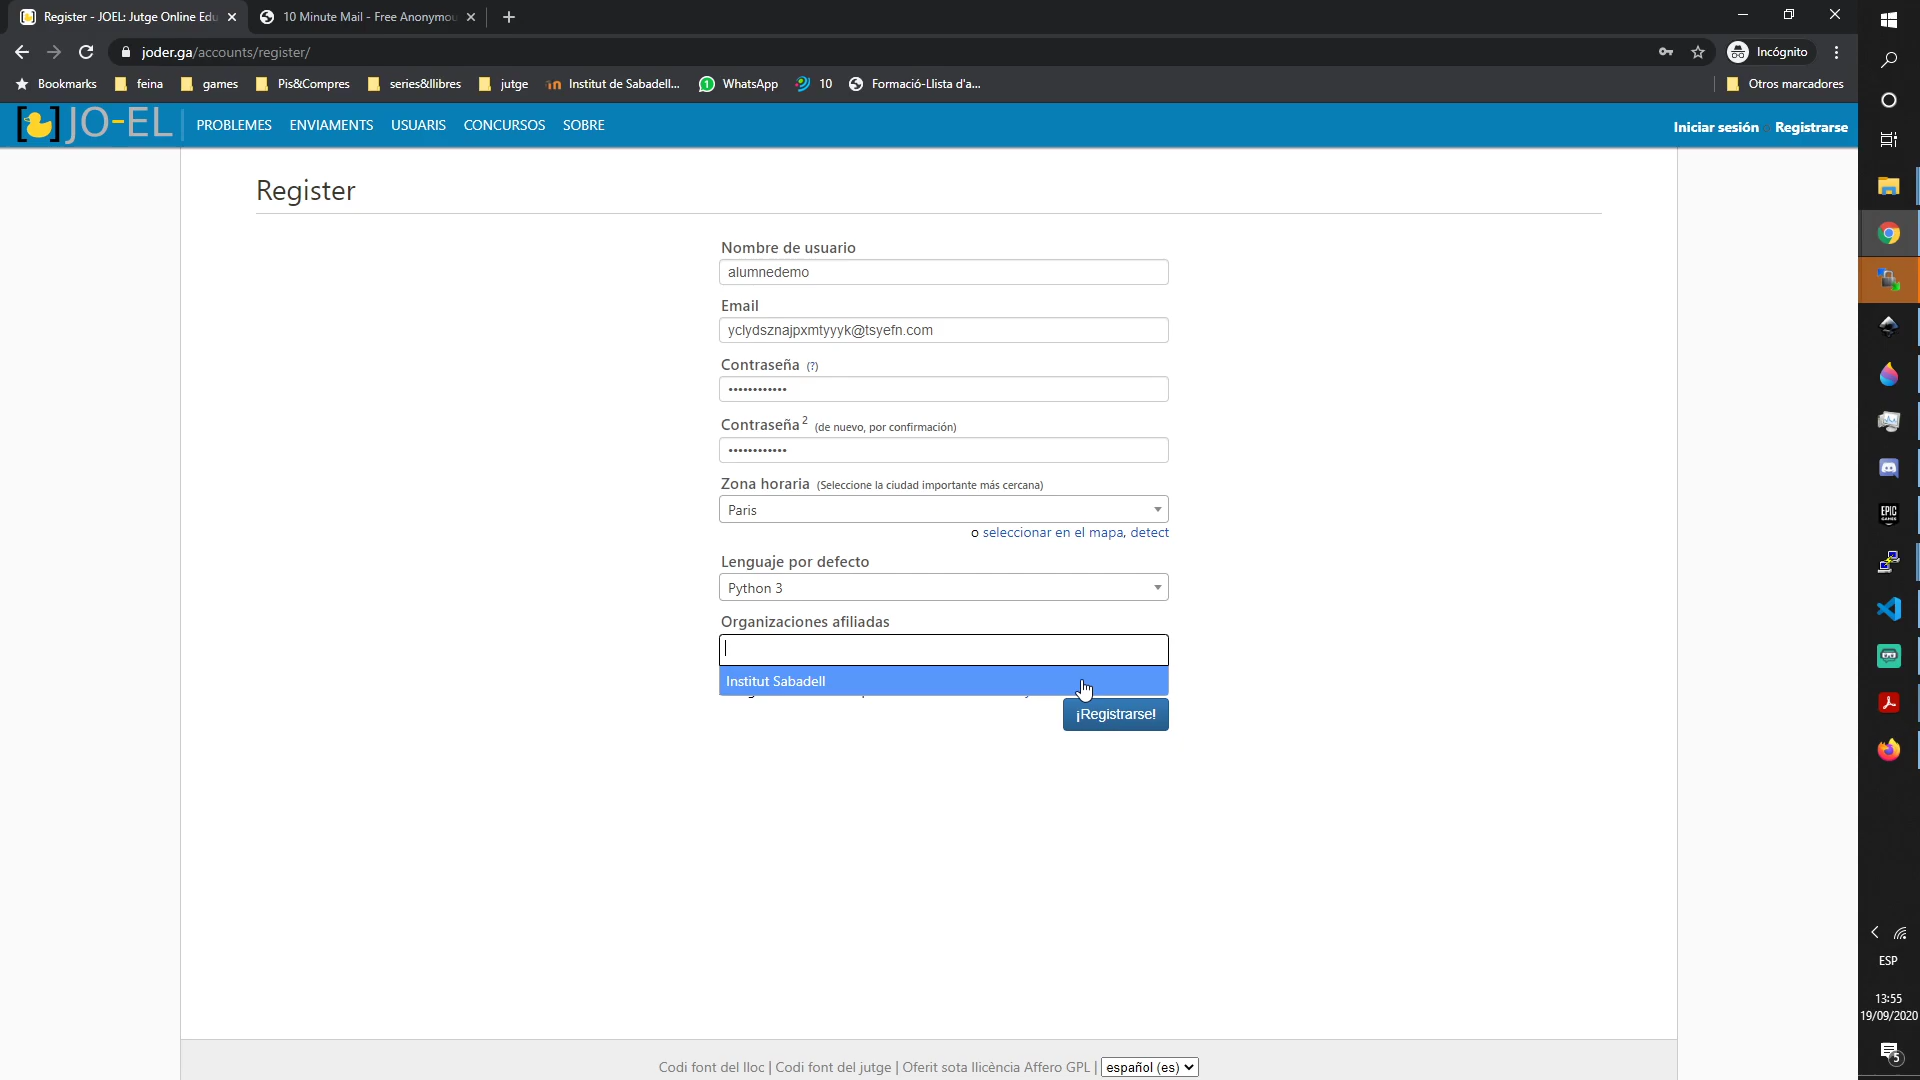 Register - JOEL: Jutge Online Edu
10 Minute Mail - Free Anonymou
joder.ga/accounts/register/
Incógnito
Bookmarks
feina
games
Pis&Compres
series&llibres
jutge
Institut de Sabadell...
WhatsApp
10
Formació-Llista d'a...
Otros marcadores
JO-EL
PROBLEMES
ENVIAMENTS
USUARIS
CONCURSOS
SOBRE
Iniciar sesión
Registrarse
Register
Nombre de usuario
alumnedemo
Email
yclydsznajpxmtyyyk@tsyefn.com
Contraseña (?)
••••••••••••
Contraseña2 (de nuevo, por confirmación)
••••••••••••
Zona horaria (Seleccione la ciudad importante más cercana)
Paris
o seleccionar en el mapa, detect
Lenguaje por defecto
Python 3
Organizaciones afiliadas
Institut Sabadell
¡Registrarse!
Codi font del lloc | Codi font del jutge | Oferit sota llicència Affero GPL | español (es)
EPIC
GAMES
ESP
13:55
19/09/2020
5